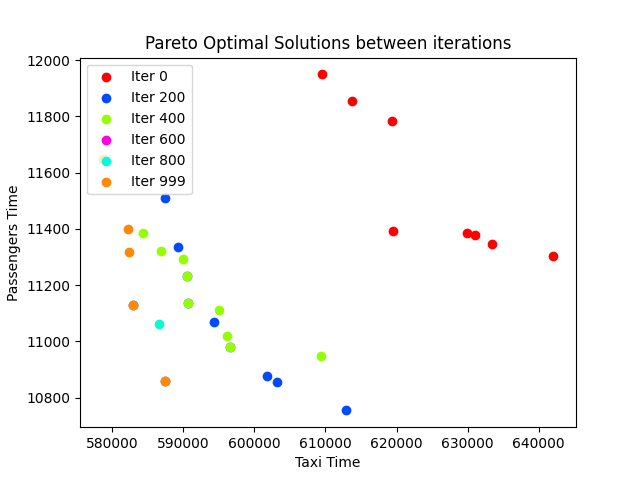 Pareto Optimal Solutions between iterations
12000
11800
11600
11400
11200
11000
10800
Passengers Time
Iter 0
Iter 200
Iter 400
Iter 600
Iter 800
Iter 999
580000 590000 600000 610000 620000 630000 640000
Taxi Time